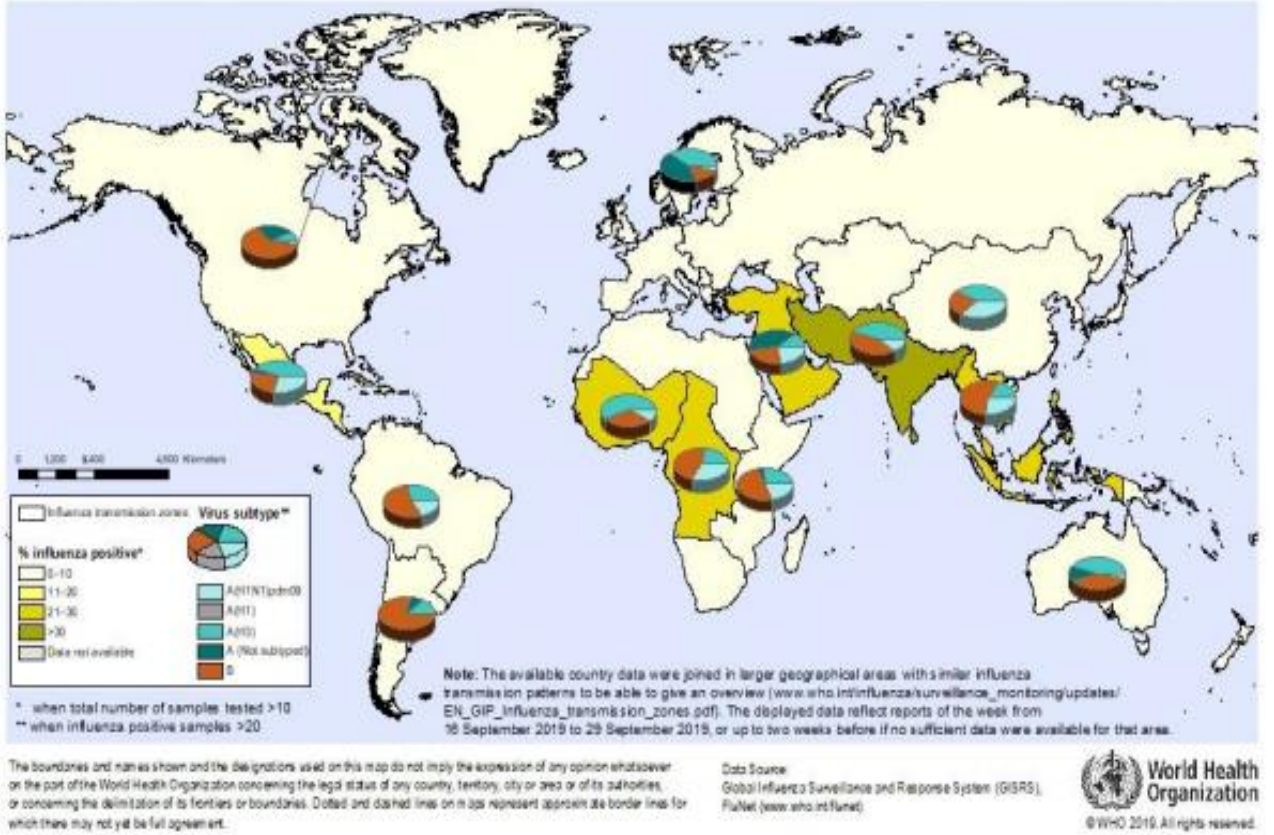 0 1,200 2,400 4,800 Kilometers
Influenza transmission zones
Virus subtype**
% influenza positive*
0-10
11-20
21-30
>30
Data not available
A(H1N1)pdm09
A(H1)
A(H3)
A (Not subtyped)
B
* when total number of samples tested >10
** when influenza positive samples >20
Note: The available country data were joined in larger geographical areas with similar influenza
transmission patterns to be able to give an overview (www.who.int/influenza/surveillance_monitoring/updates/
EN_GIP_Influenza_transmission_zones.pdf). The displayed data reflect reports of the week from
16 September 2019 to 29 September 2019, or up to two weeks before if no sufficient data were available for that area.
The boundaries and names shown and the designations used on this map do not imply the expression of any opinion whatsoever
on the part of the World Health Organization concerning the legal status of any country, territory, city or area or of its authorities,
or concerning the delimitation of its frontiers or boundaries. Dotted and dashed lines on maps represent approximate border lines for
which there may not yet be full agreement.
Data Source:
Global Influenza Surveillance and Response System (GISRS),
FluNet (www.who.int/flunet)
World Health
Organization
© WHO 2019. All rights reserved.